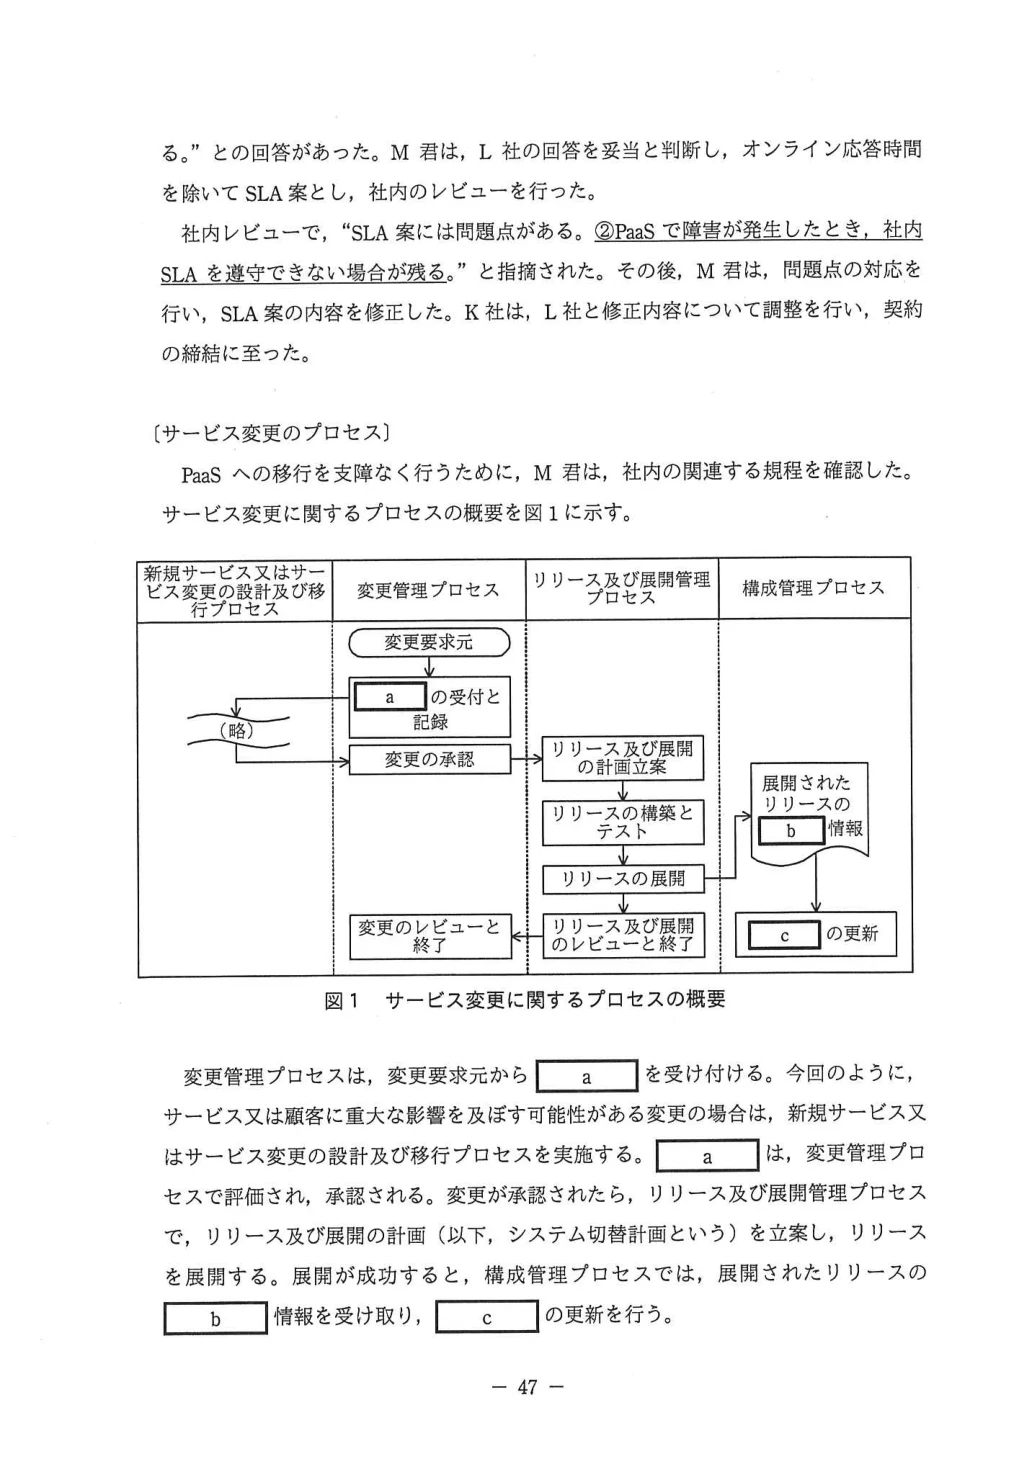 る。”との回答があった。M 君は，L 社の回答を妥当と判断し，オンライン応答時間
を除いて SLA 案とし，社内のレビューを行った。
社内レビューで，“SLA 案には問題点がある。②PaaS で障害が発生したとき，社内
SLA を遵守できない場合が残る。”と指摘された。その後，M 君は，問題点の対応を
行い，SLA 案の内容を修正した。K 社は，L 社と修正内容について調整を行い，契約
の締結に至った。
〔サービス変更のプロセス〕
PaaS への移行を支障なく行うために，M 君は，社内の関連する規程を確認した。
サービス変更に関するプロセスの概要を図 1 に示す。
新規サービス又はサー
ビス変更の設計及び移
行プロセス
変更管理プロセス
リリース及び展開管理
プロセス
構成管理プロセス
変更要求元
a の受付と
記録
（略）
変更の承認
リリース及び展開
の計画立案
リリースの構築と
テスト
リリースの展開
リリース及び展開
のレビューと終了
変更のレビューと
終了
展開された
リリースの
b 情報
c の更新
図 1　サービス変更に関するプロセスの概要
変更管理プロセスは，変更要求元から a を受け付ける。今回のように，
サービス又は顧客に重大な影響を及ぼす可能性がある変更の場合は，新規サービス又
はサービス変更の設計及び移行プロセスを実施する。 a は，変更管理プロ
セスで評価され，承認される。変更が承認されたら，リリース及び展開管理プロセス
で，リリース及び展開の計画（以下，システム切替計画という）を立案し，リリース
を展開する。展開が成功すると，構成管理プロセスでは，展開されたリリースの
b 情報を受け取り， c の更新を行う。
－ 47 －